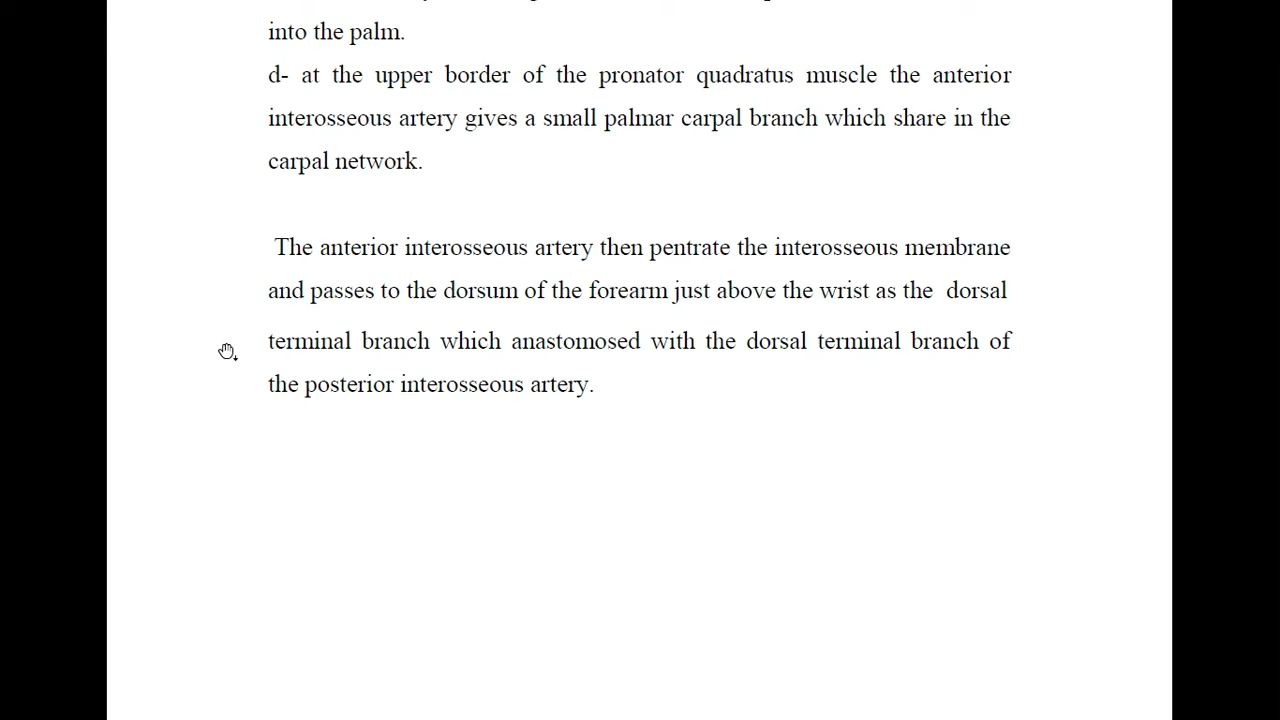 into the palm.
d- at the upper border of the pronator quadratus muscle the anterior
interosseous artery gives a small palmar carpal branch which share in the
carpal network.
The anterior interosseous artery then pentrate the interosseous membrane
and passes to the dorsum of the forearm just above the wrist as the dorsal
terminal branch which anastomosed with the dorsal terminal branch of
the posterior interosseous artery.